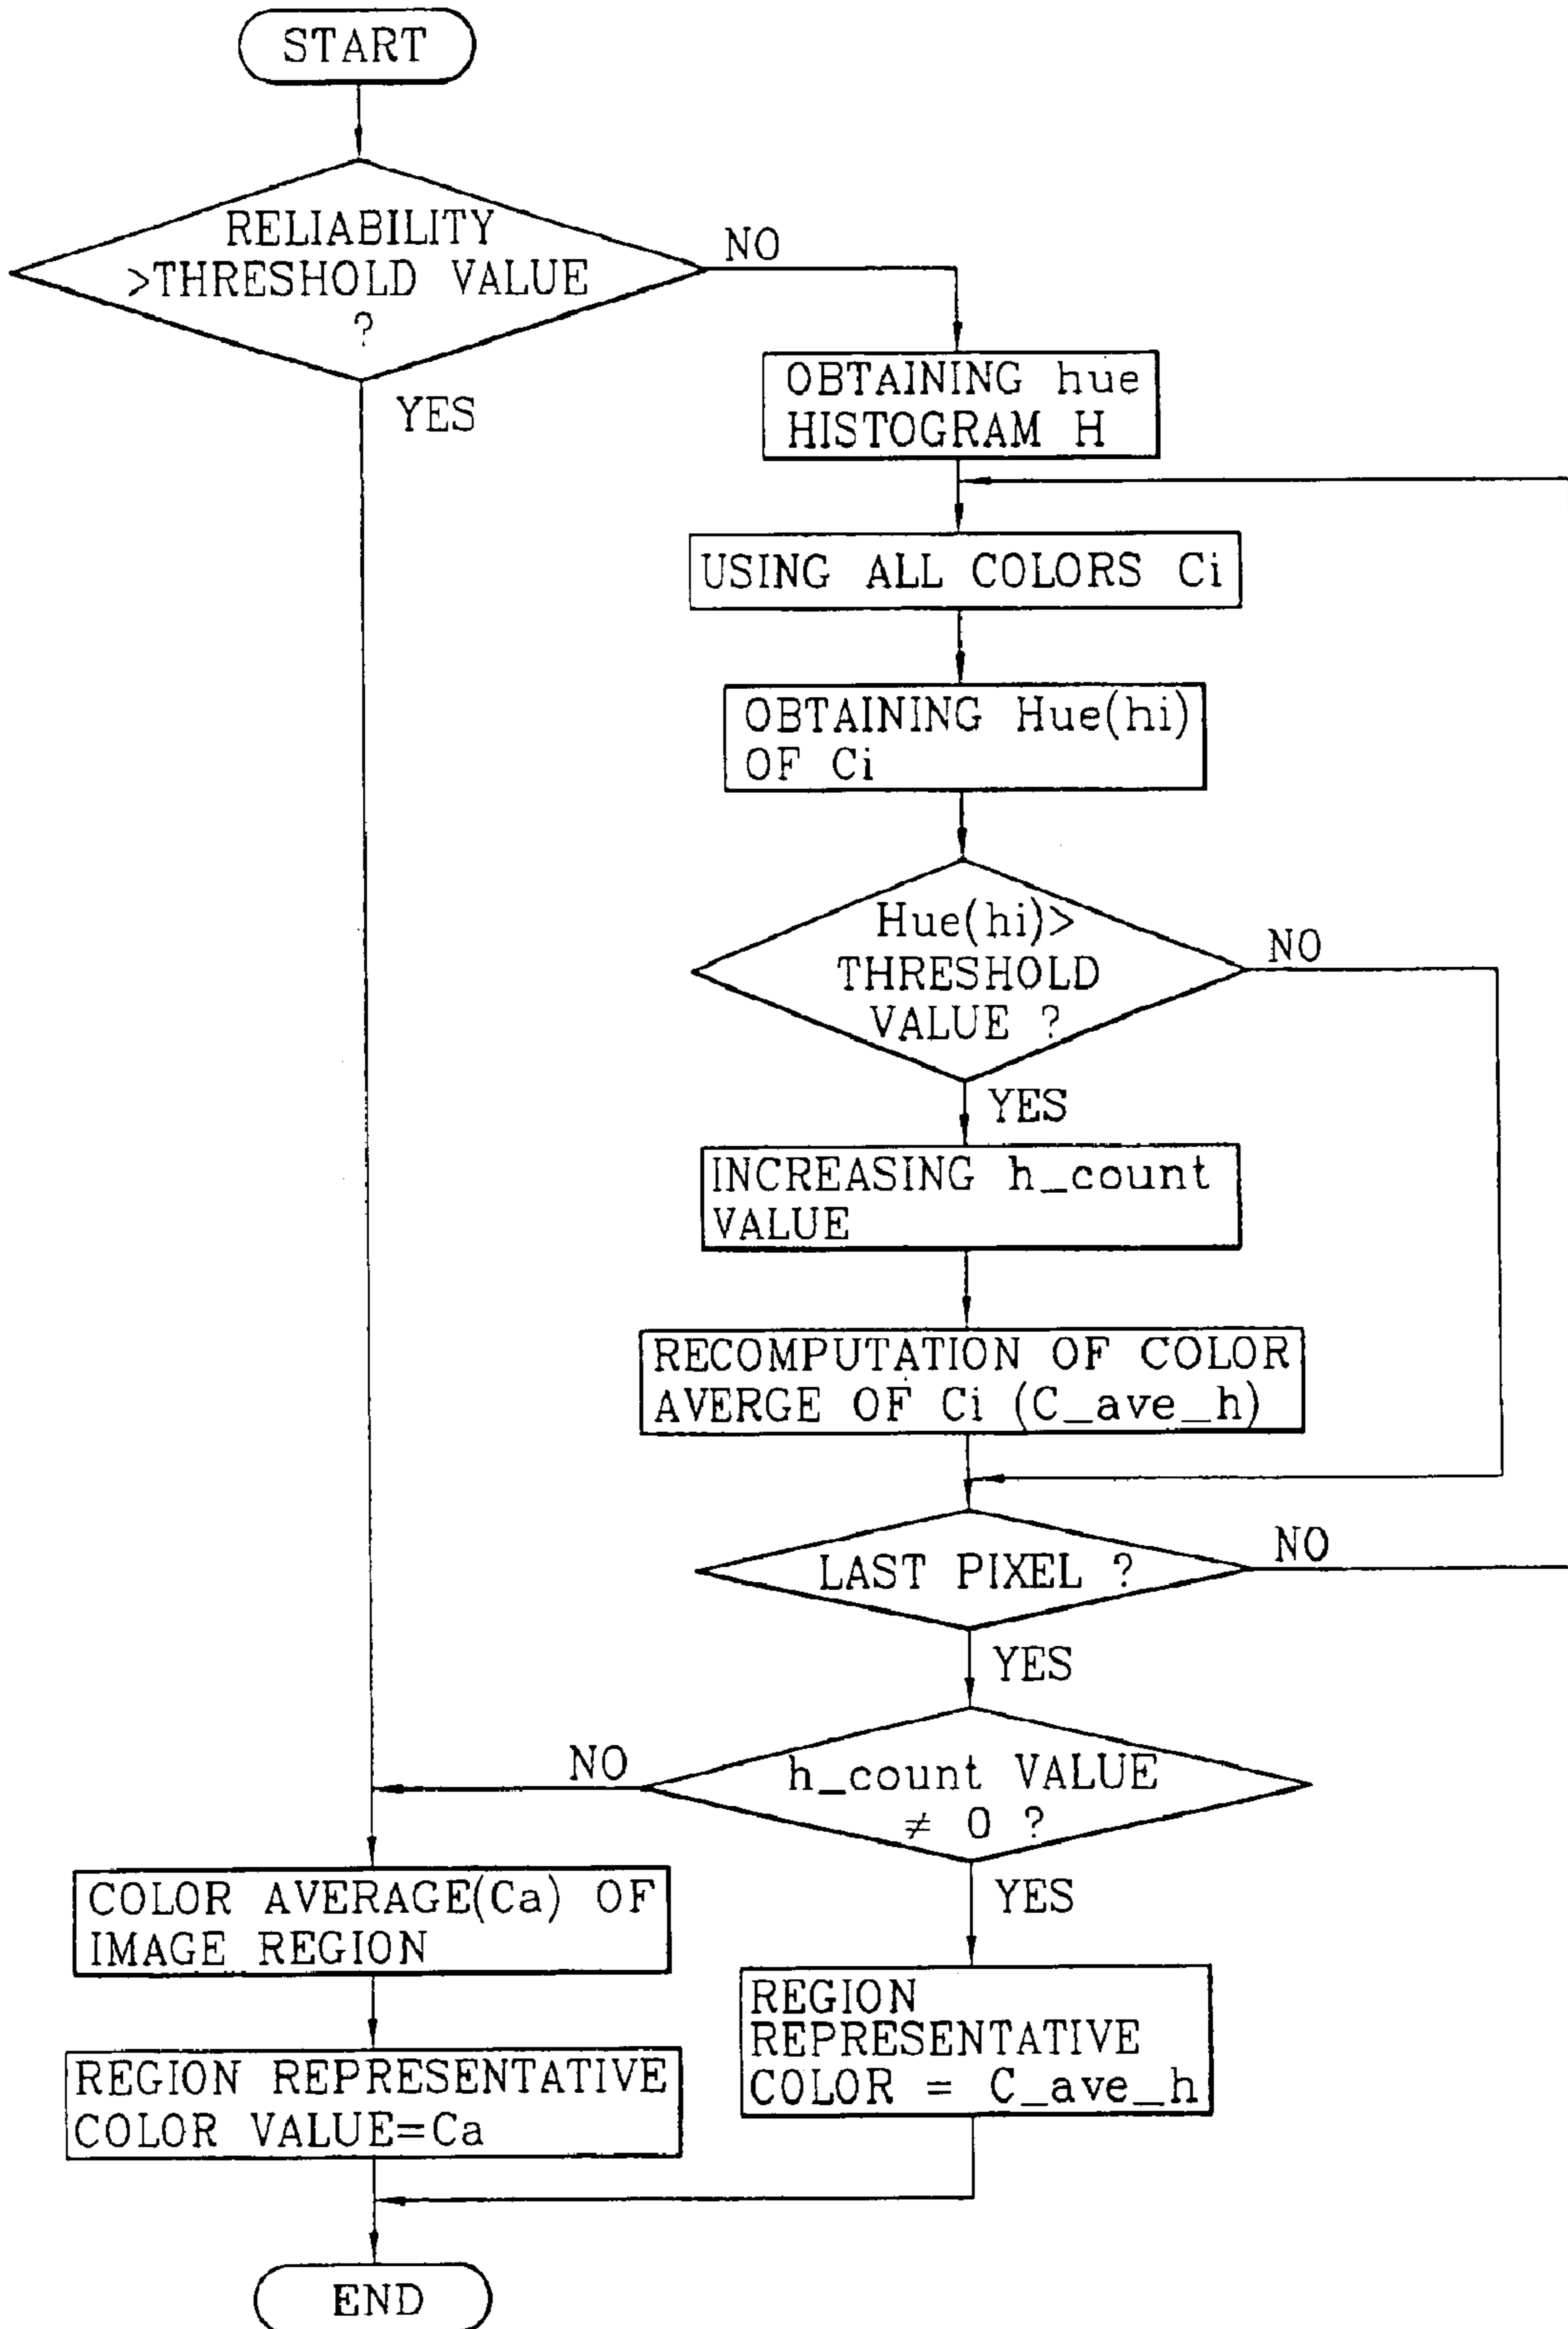 START
RELIABILITY
>THRESHOLD VALUE
?
NO
YES
OBTAINING hue
HISTOGRAM H
USING ALL COLORS Ci
OBTAINING Hue(hi)
OF Ci
Hue(hi)>
THRESHOLD
VALUE ?
NO
YES
INCREASING h_count
VALUE
RECOMPUTATION OF COLOR
AVERGE OF Ci (C_ave_h)
LAST PIXEL ?
NO
YES
h_count VALUE
≠ 0 ?
NO
YES
COLOR AVERAGE(Ca) OF
IMAGE REGION
REGION REPRESENTATIVE
COLOR VALUE=Ca
REGION
REPRESENTATIVE
COLOR = C_ave_h
END